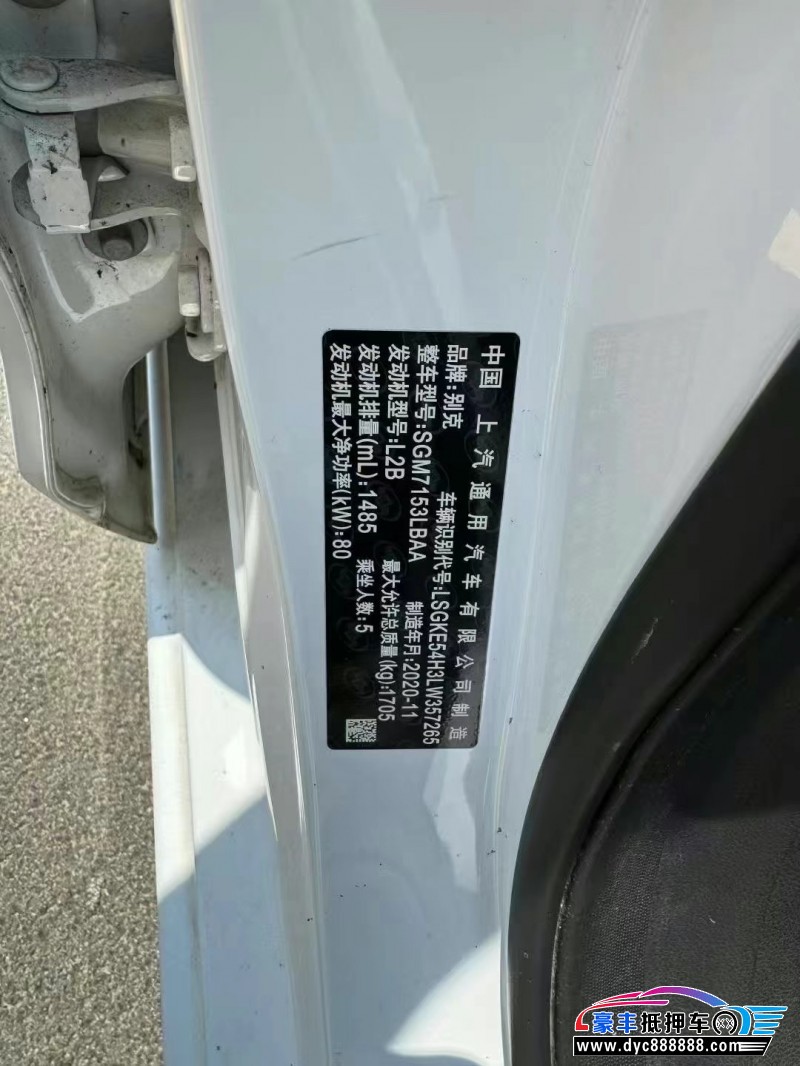 中国 上汽通用汽车有限公司制造
品牌:别克 车辆识别代号:LSGKE54H3LW357265
整车型号:SGM7153LBAA 制造年月:2020-11
发动机型号:L2B 最大允许总质量(kg):1705
发动机排量(mL):1485 乘坐人数:5
发动机最大净功率(kW):80
豪丰抵押车
www.dyc888888.com